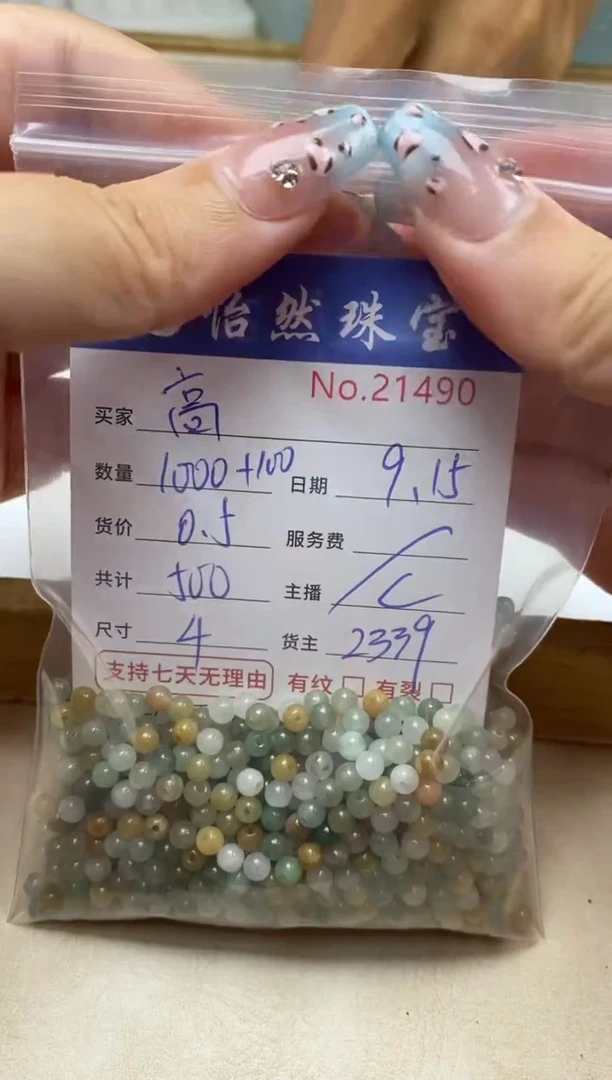 怡然珠宝
No.21490
买家 高
数量 1000+100 日期 9.15
货价 0.5 服务费 /
共计 500 主播 C
尺寸 4 货主 2339
支持七天无理由 有纹 □ 有裂 □